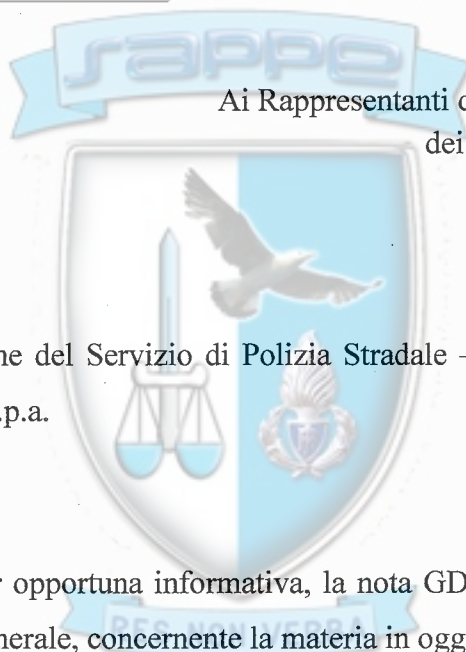 sappe
Ai Rappresentanti
dei
ne del Servizio di Polizia Stradale –
.p.a.
opportuna informativa, la nota GD
nerale, concernente la materia in ogg
RES NON VERBA